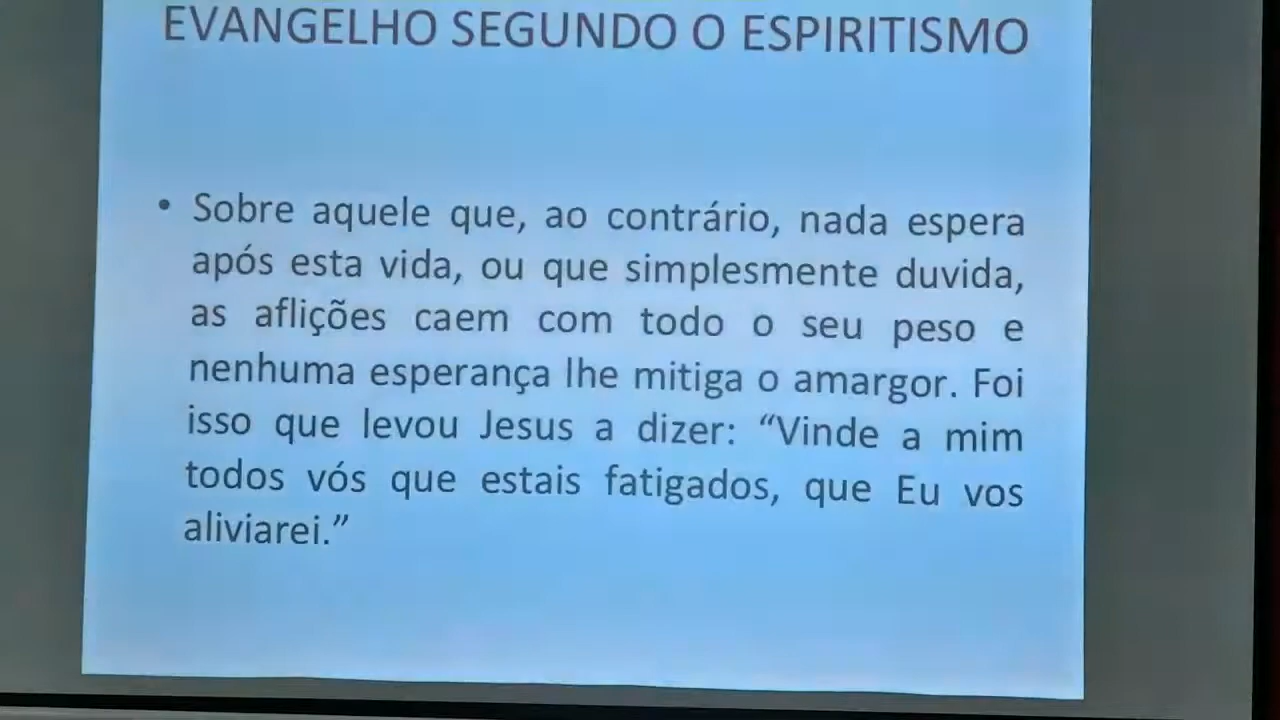 EVANGELHO SEGUNDO O ESPIRITISMO
• Sobre aquele que, ao contrário, nada espera
após esta vida, ou que simplesmente duvida,
as aflições caem com todo o seu peso e
nenhuma esperança lhe mitiga o amargor. Foi
isso que levou Jesus a dizer: “Vinde a mim
todos vós que estais fatigados, que Eu vos
aliviarei.”